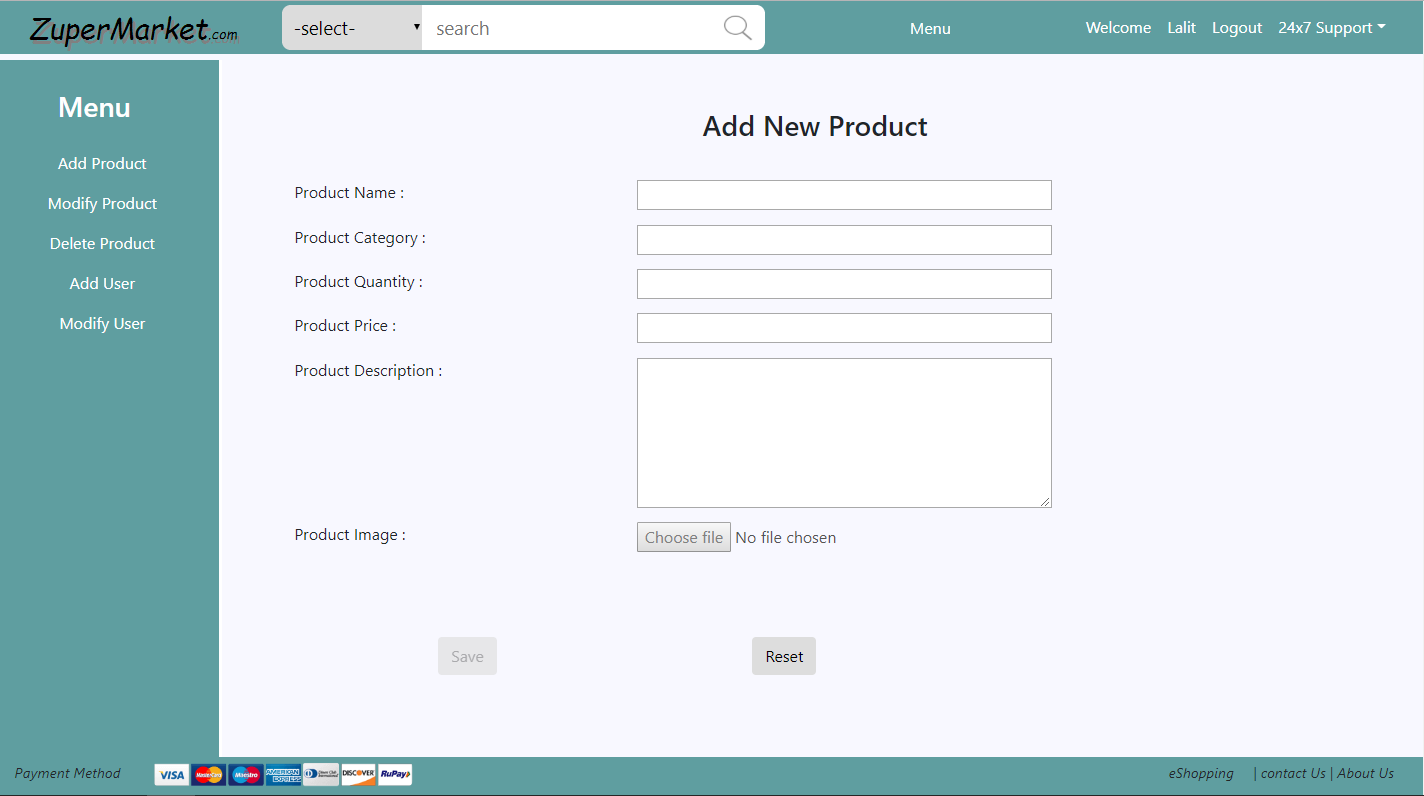 ZuperMarket.com -select- search Menu Welcome Lalit Logout 24x7 Support
Menu
Add Product
Modify Product
Delete Product
Add User
Modify User
Add New Product
Product Name :
Product Category :
Product Quantity :
Product Price :
Product Description :
Product Image : Choose file No file chosen
Save Reset
Payment Method VISA MasterCard Maestro AMERICAN EXPRESS DISCOVER RuPay eShopping | contact Us | About Us